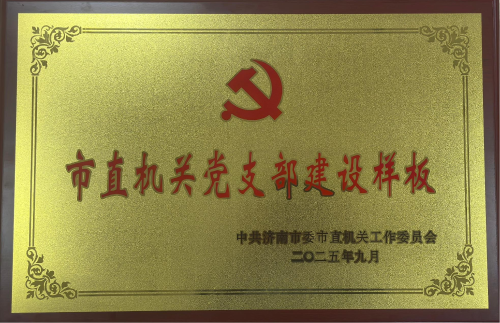 市直机关党支部建设样板
中共济南市委市直机关工作委员会
二〇二五年九月